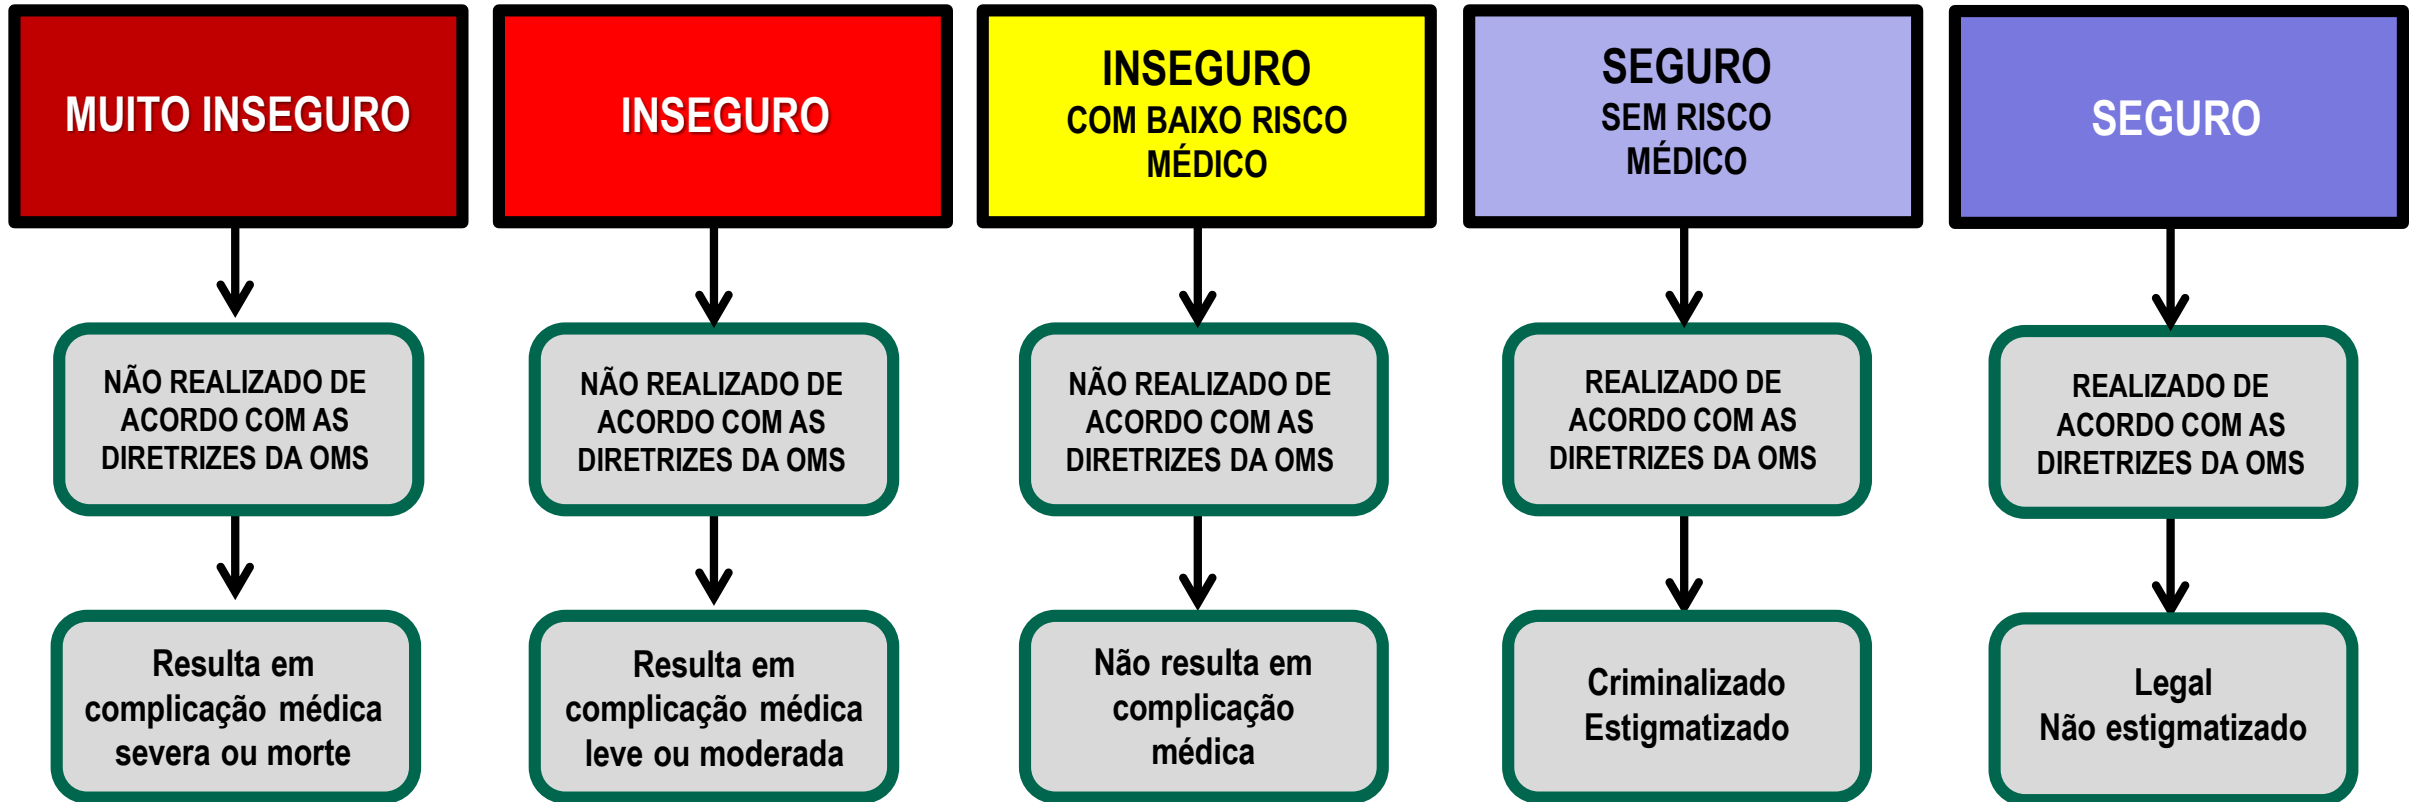 MUITO INSEGURO
INSEGURO
INSEGURO
COM BAIXO RISCO
MÉDICO
SEGURO
SEM RISCO
MÉDICO
SEGURO
NÃO REALIZADO DE
ACORDO COM AS
DIRETRIZES DA OMS
NÃO REALIZADO DE
ACORDO COM AS
DIRETRIZES DA OMS
NÃO REALIZADO DE
ACORDO COM AS
DIRETRIZES DA OMS
REALIZADO DE
ACORDO COM AS
DIRETRIZES DA OMS
REALIZADO DE
ACORDO COM AS
DIRETRIZES DA OMS
Resulta em
complicação médica
severa ou morte
Resulta em
complicação médica
leve ou moderada
Não resulta em
complicação
médica
Criminalizado
Estigmatizado
Legal
Não estigmatizado